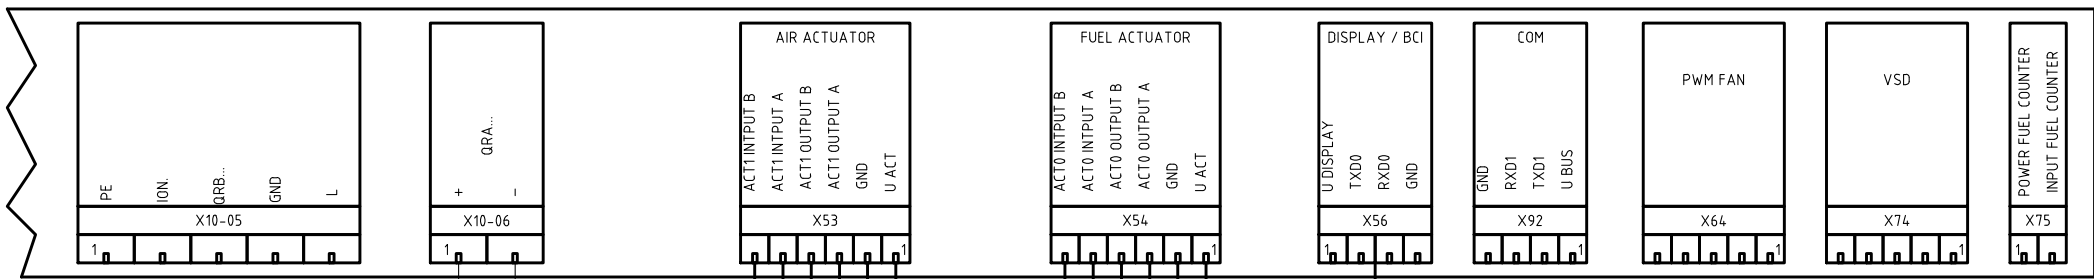 PE
ION.
QRB...
GND
L
X10-05
1
QRA...
+
-
X10-06
1
AIR ACTUATOR
ACT1 INTPUT B
ACT1 INTPUT A
ACT1 OUTPUT B
ACT1 OUTPUT A
GND
U ACT
X53
1
FUEL ACTUATOR
ACT0 INTPUT B
ACT0 INTPUT A
ACT0 OUTPUT B
ACT0 OUTPUT A
GND
U ACT
X54
1
DISPLAY / BCI
U DISPLAY
TXD0
RXD0
GND
X56
1
COM
GND
RXD1
TXD1
U BUS
X92
1
PWM FAN
X64
1
VSD
X74
1
POWER FUEL COUNTER
INPUT FUEL COUNTER
X75
1